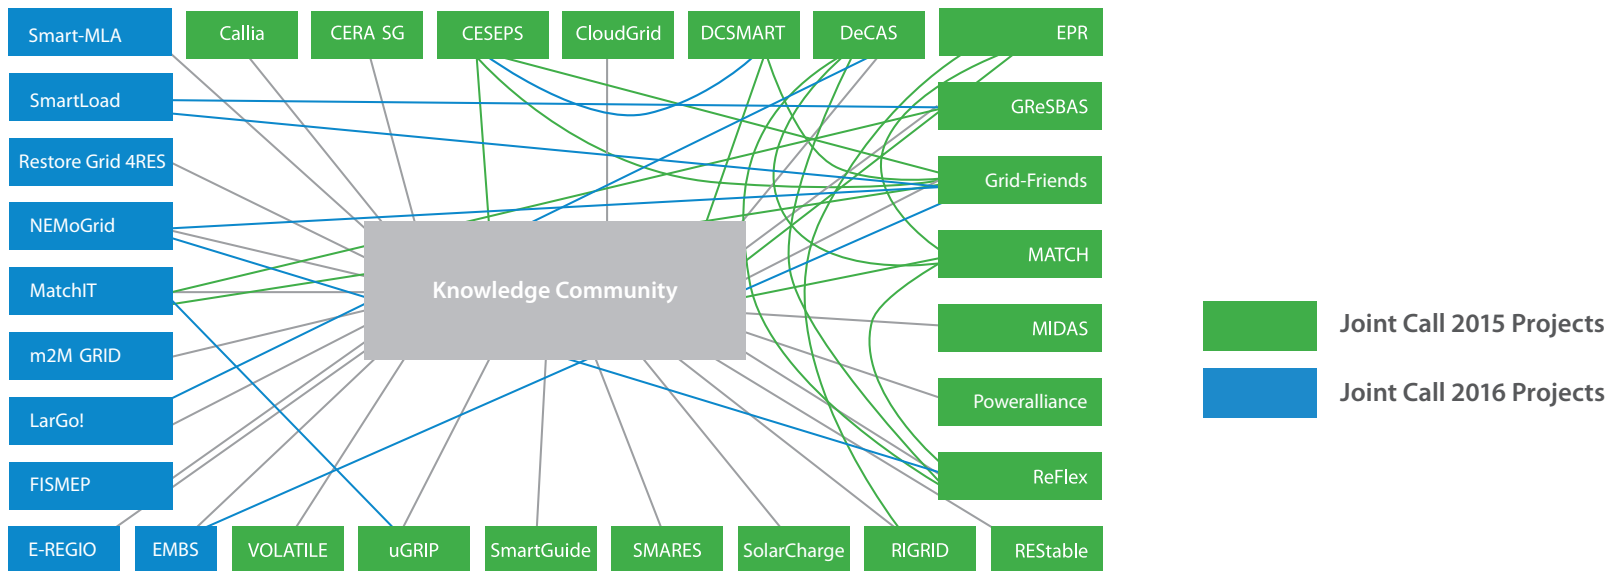 Smart-MLA
Callia
CERA SG
CESEPS
CloudGrid
DCSMART
DeCAS
EPR
SmartLoad
GReSBAS
Restore Grid 4RES
Grid-Friends
NEMoGrid
MATCH
MatchIT
Knowledge Community
MIDAS
m2M GRID
Poweralliance
LarGo!
ReFlex
FISMEP
E-REGIO
EMBS
VOLATILE
uGRIP
SmartGuide
SMARES
SolarCharge
RIGRID
REStable
Joint Call 2015 Projects
Joint Call 2016 Projects